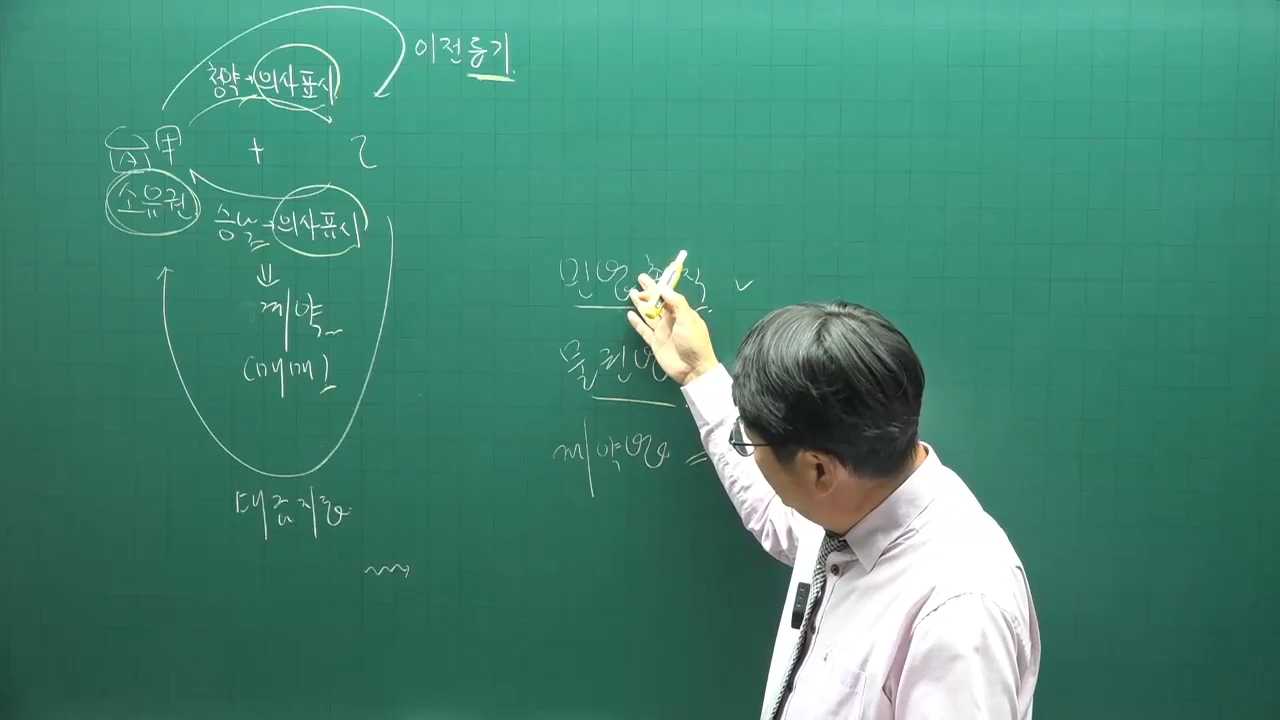 이전등기
청약→의사표시
甲 + 乙
소유권
승낙→의사표시
⇓
계약
(매매)
대금지급
민법총칙
물권법
계약법